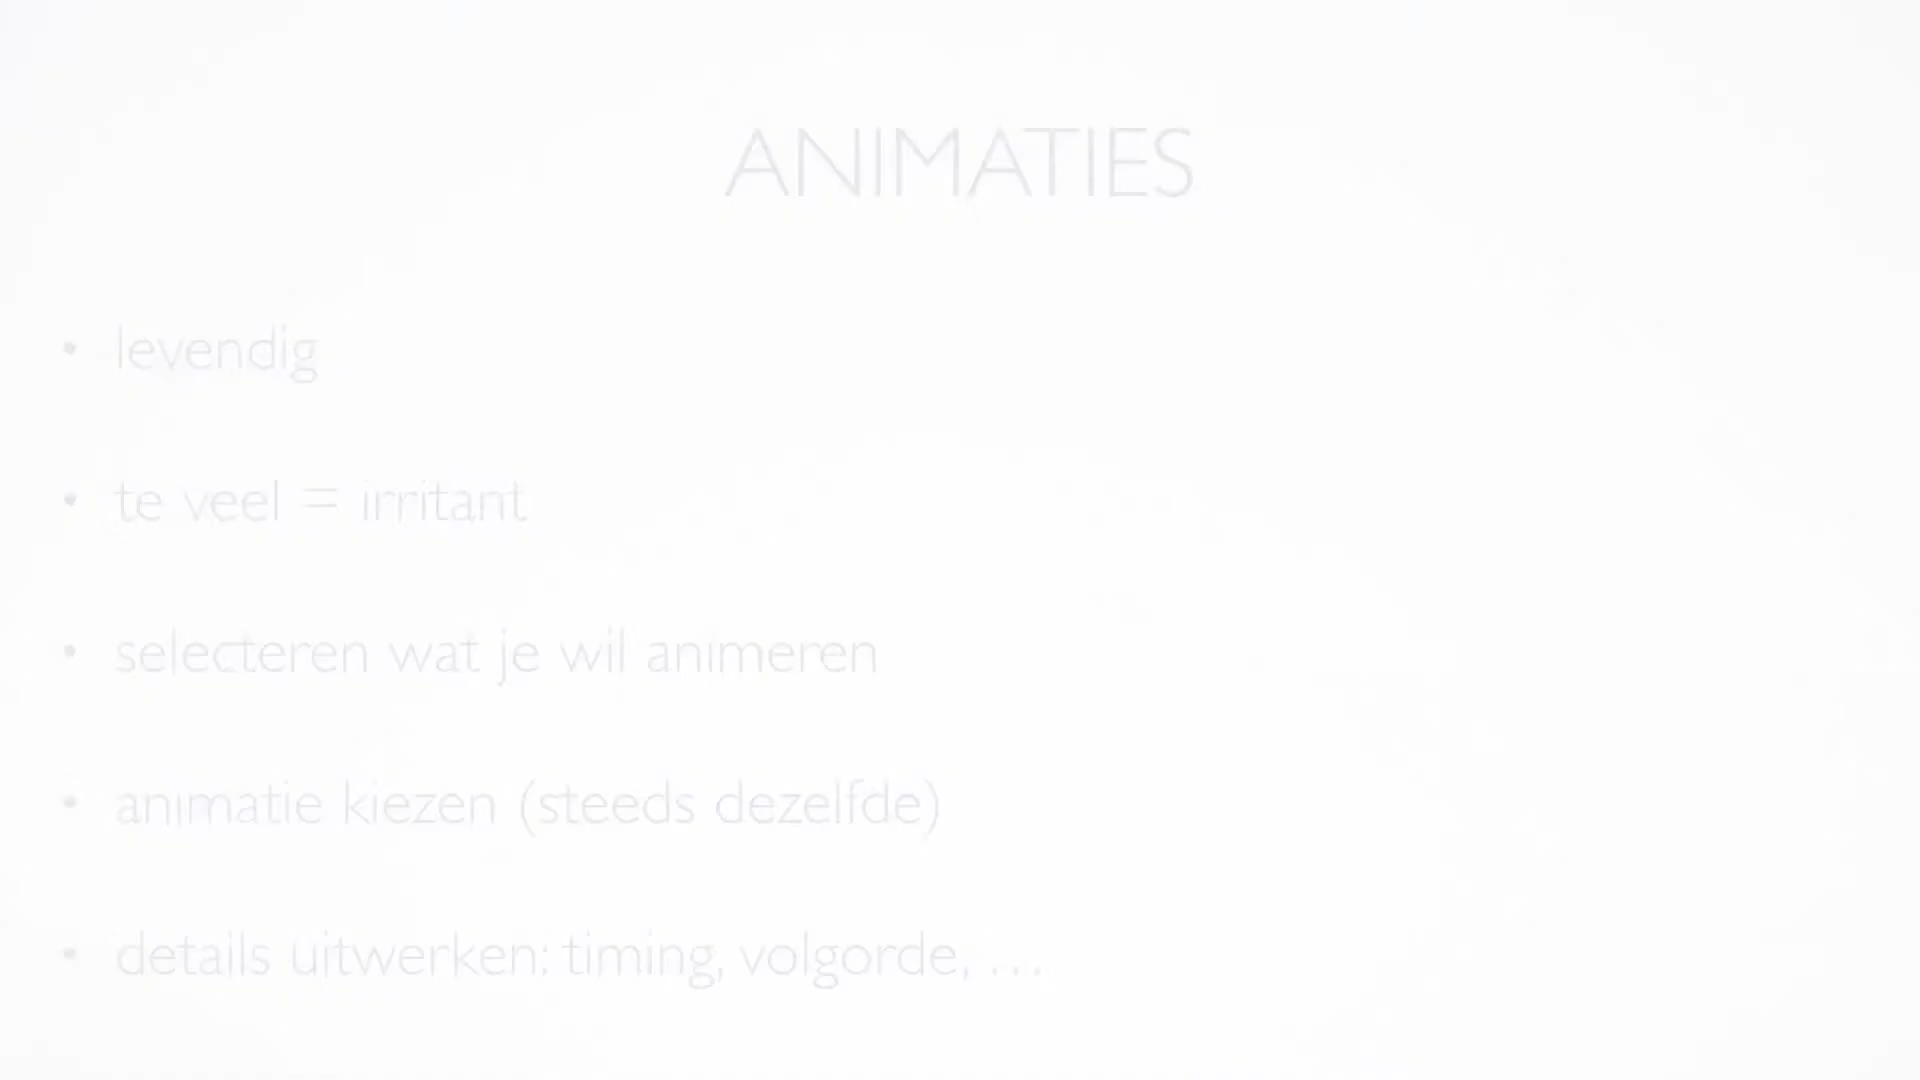 ANIMATIES
• levendig
• te veel = irritant
• selecteren wat je wil animeren
• animatie kiezen (steeds dezelfde)
• details uitwerken: timing, volgorde, …